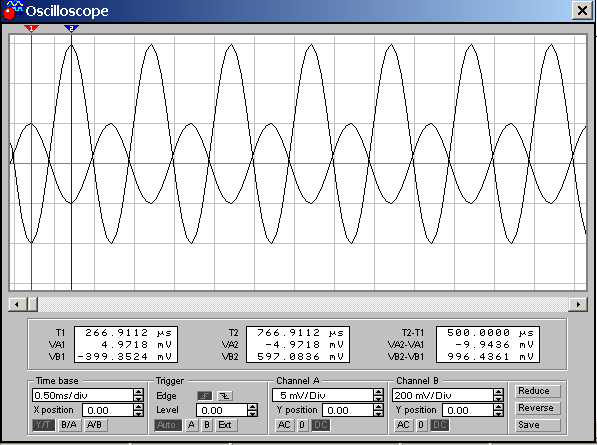 Oscilloscope
1 2
T1 266.9112 µs T2 766.9112 µs T2-T1 500.0000 µs
VA1 4.9718 mV VA2 -4.9718 mV VA2-VA1 -9.9436 mV
VB1 -399.3524 mV VB2 597.0836 mV VB2-VB1 996.4361 mV
Time base Trigger Channel A Channel B
0.50ms/div Edge 5 mV/Div 200 mV/Div Reduce
X position 0.00 Level 0.00 Y position 0.00 Y position 0.00 Reverse
Y/T B/A A/B Auto A B Ext AC 0 DC AC 0 DC Save